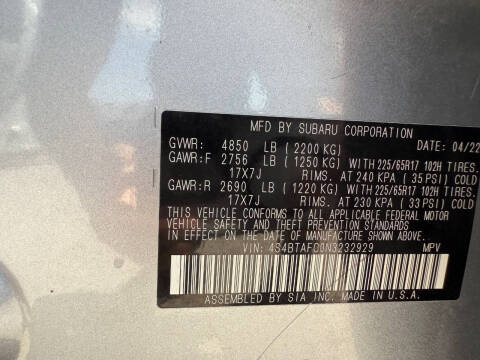 MFD BY SUBARU CORPORATION DATE: 04/22
GVWR: 4850 LB (2200 KG)
GAWR:F 2756 LB (1250 KG) WITH 225/65R17 102H TIRES.
17X7J RIMS. AT 240 KPA (35 PSI) COLD
GAWR:R 2690 LB (1220 KG) WITH 225/65R17 102H TIRES.
17X7J RIMS. AT 230 KPA (33 PSI) COLD
THIS VEHICLE CONFORMS TO ALL APPLICABLE FEDERAL MOTOR
VEHICLE SAFETY AND THEFT PREVENTION STANDARDS IN EFFECT ON
THE DATE OF MANUFACTURE SHOWN ABOVE.
VIN: 4S4BTAFC0N3232929 MPV
ASSEMBLED BY SIA INC. MADE IN U.S.A.